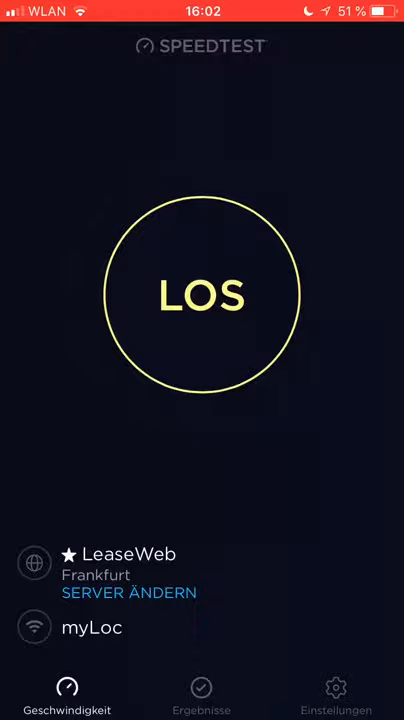 WLAN 16:02 51 %
SPEEDTEST
LOS
LeaseWeb
Frankfurt
SERVER ÄNDERN
myLoc
Geschwindigkeit Ergebnisse Einstellungen